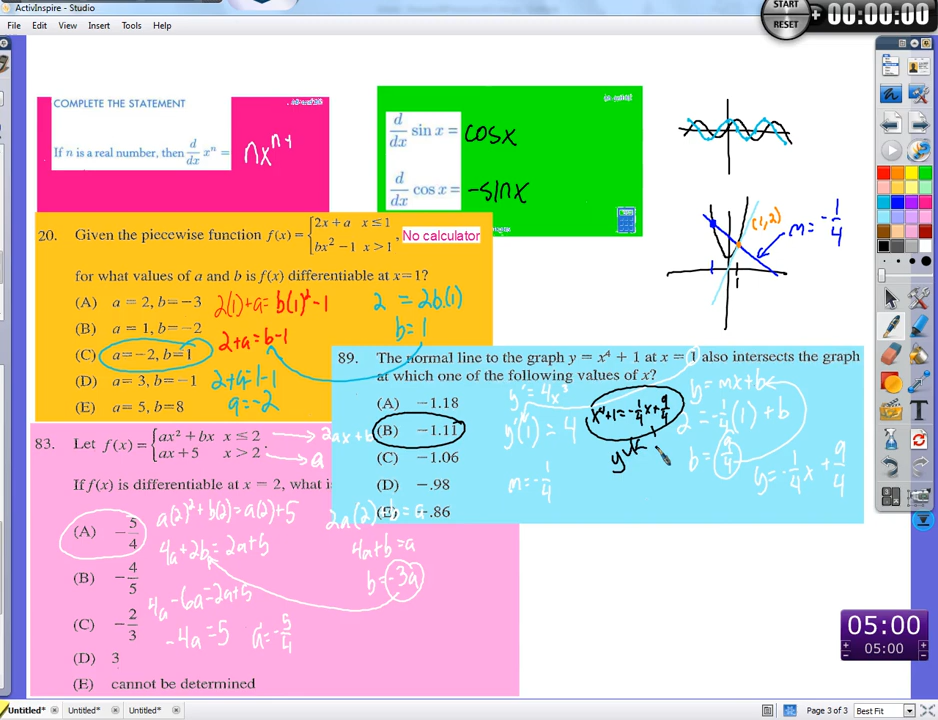 ActivInspire - Studio
File Edit View Insert Tools Help
START
RESET
00:00:00
COMPLETE THE STATEMENT
If n is a real number, then d/dx xⁿ =
nx^(n+
d/dx sin x = cosx
d/dx cos x = -sinx
(1,2)
m = -1/4
1
20. Given the piecewise function f(x) = { 2x + a x ≤ 1
bx² − 1 x > 1 , No calculator
for what values of a and b is f(x) differentiable at x = 1?
(A) a = 2, b = −3
(B) a = 1, b = −2
(C) a = −2, b = 1
(D) a = 3, b = −1
(E) a = 5, b = 8
2(1)+a = b(1)²-1
2+a = b-1
2+a = 1-1
a = -2
2 = 2b(1)
b = 1
89. The normal line to the graph y = x⁴ + 1 at x = 1 also intersects the graph
at which one of the following values of x?
(A) −1.18
(B) −1.11
(C) −1.06
(D) −.98
(E) −.86
y' = 4x³
y'(1) = 4
m = -1/4
x⁴+1 = -1/4x + 9/4
y = mx+b
2 = -1/4(1) + b
b = 9/4
y = -1/4x + 9/4
83. Let f(x) = { ax² + bx x ≤ 2
ax + 5 x > 2 .
2ax + b
a
If f(x) is differentiable at x = 2, what i
(A) −5/4
(B) −4/5
(C) −2/3
(D) 3
(E) cannot be determined
a(2)²+b(2) = a(2)+5
4a+2b = 2a+5
4a-6a = 2a+5
-4a = 5 a = -5/4
2a(2)+b = a
4a+b = a
b = -3a
05:00
05:00
Untitled* Untitled* Untitled*
Page 3 of 3 Best Fit